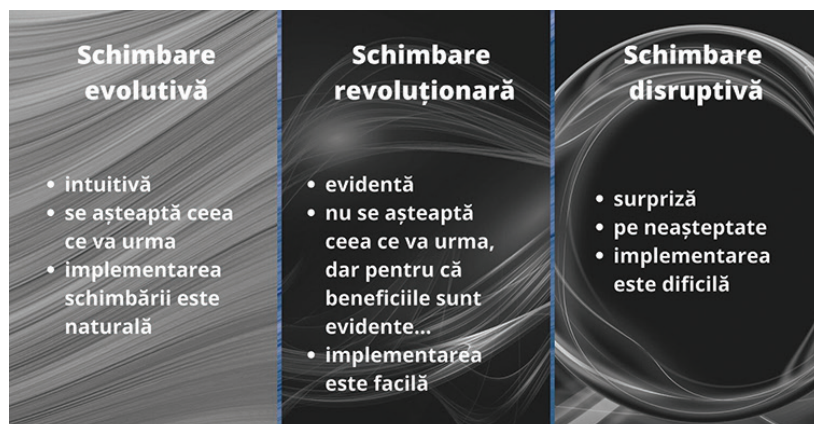 Schimbare
evolutivă
• intuitivă
• se așteaptă ceea
ce va urma
• implementarea
schimbării este
naturală
Schimbare
revoluționară
• evidentă
• nu se așteaptă
ceea ce va urma,
dar pentru că
beneficiile sunt
evidente...
• implementarea
este facilă
Schimbare
disruptivă
• surpriză
• pe neașteptate
• implementarea
este dificilă